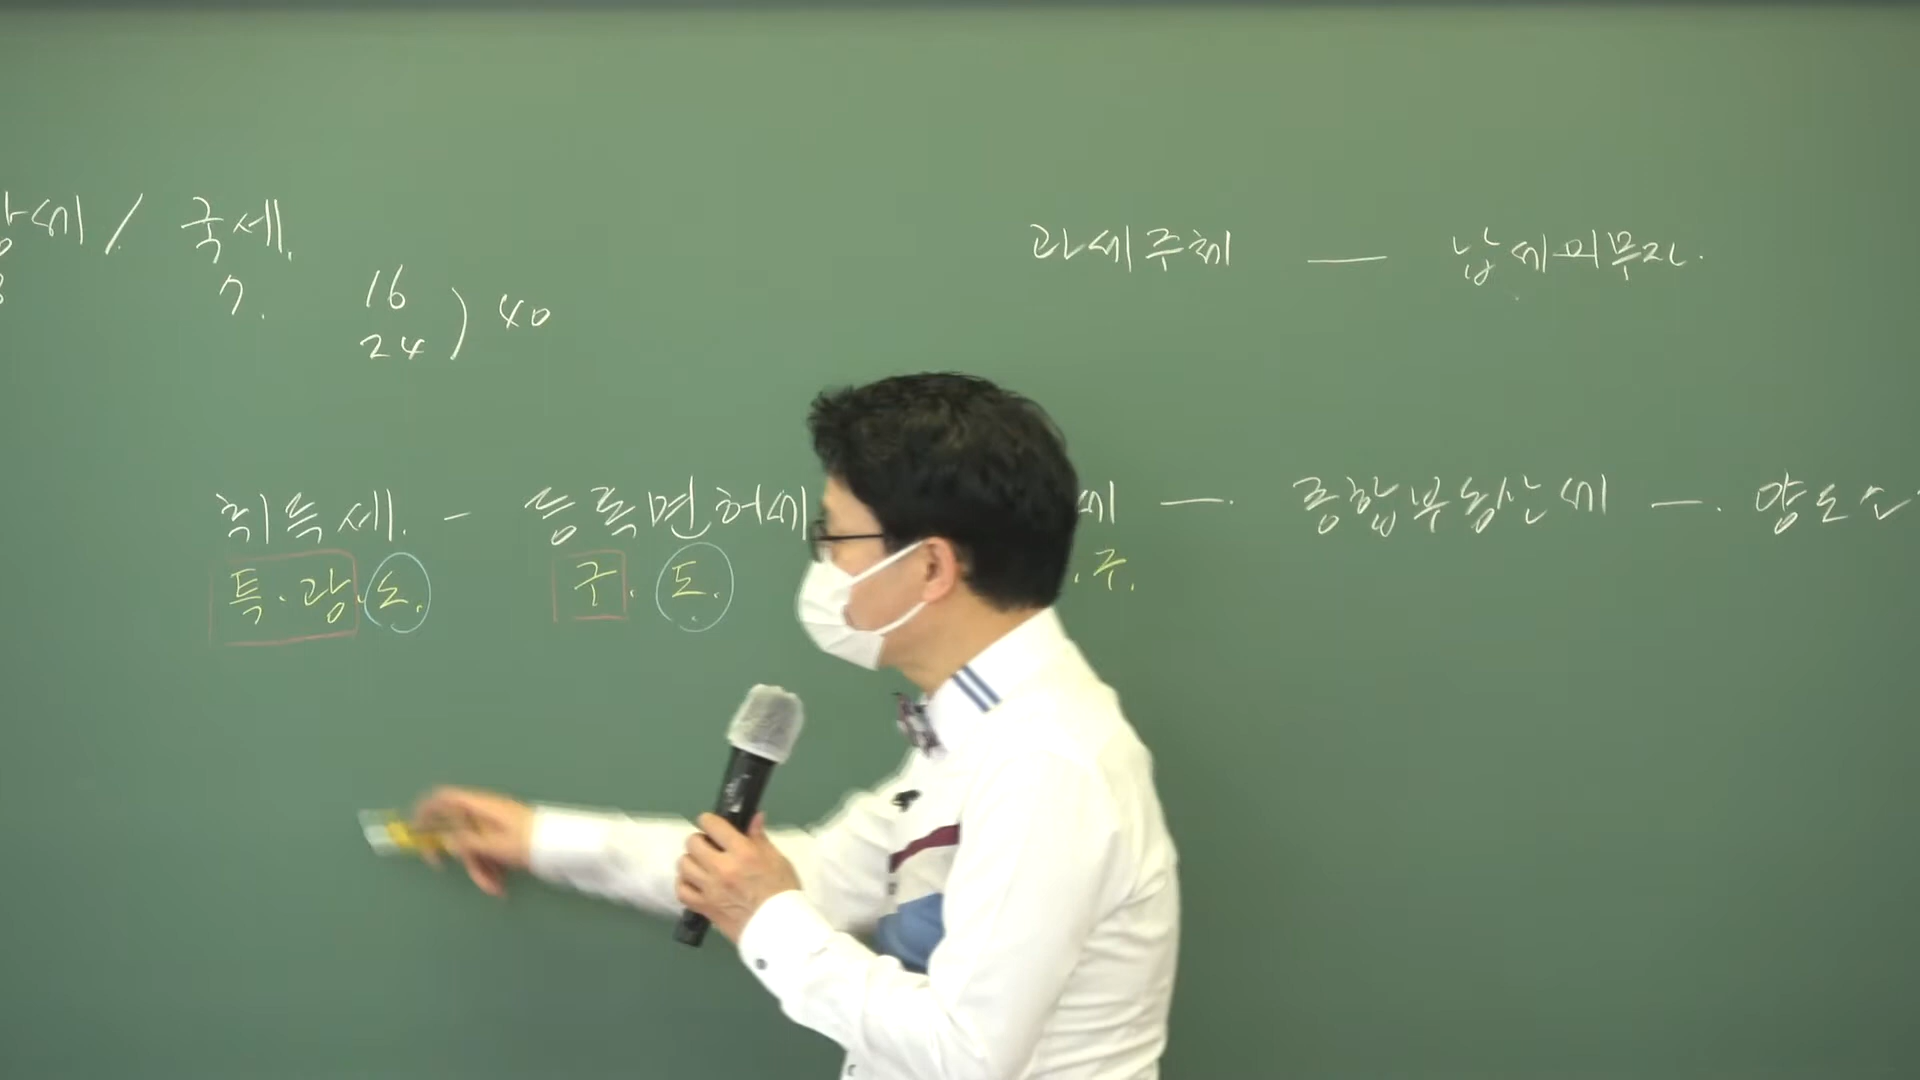 세 / 국세.
7.
16
24 ) 40
과세주체 — 납세의무자.
취득세. - 등록면허세 세 —. 종합부동산세 —. 양도소
특·광·도. 구. 도. ·구.